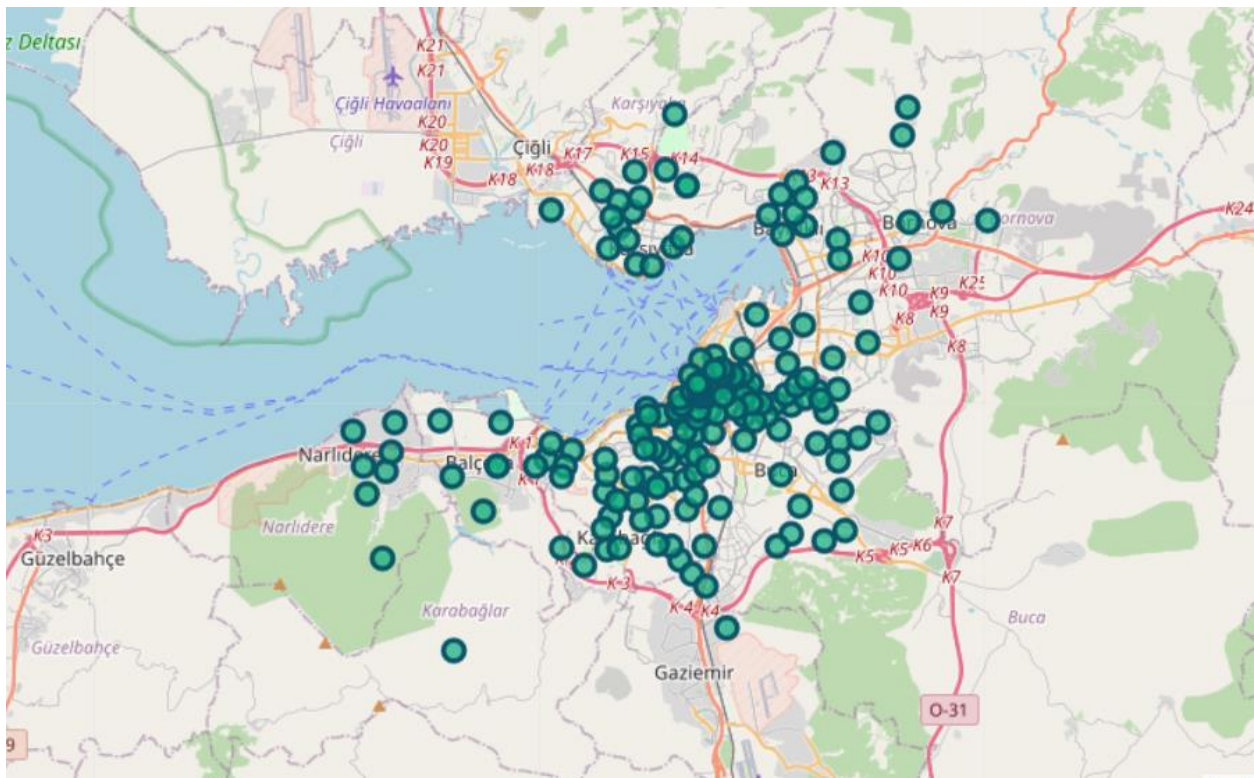 z Deltası
K21
K21
Çiğli Havaalanı
Karşıyaka
K20
Çiğli
K20
K19
Çiğli
K17
K18
K18
K15
K14
K13
K24
K10
K10
K10
K25
K9
K9
K8
K8
Narlıdere
Narlıdere
K3
Güzelbahçe
K-3
K5
K5
K6
K7
K7
Karabağlar
K-4
K4
Buca
Güzelbahçe
Gaziemir
O-31
9